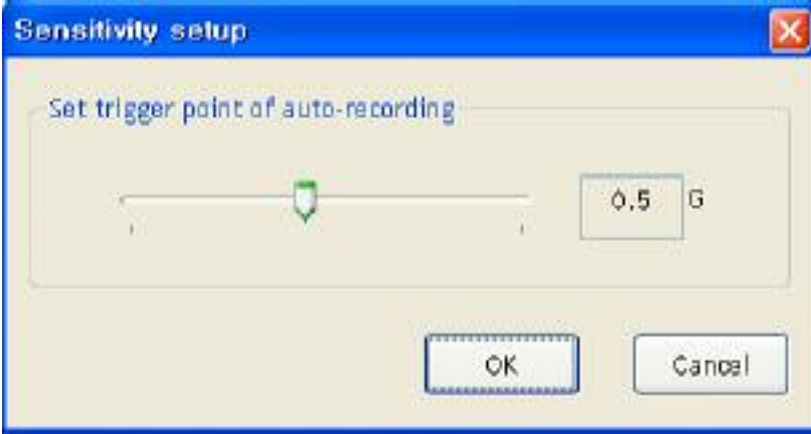 Sensitivity setup
Set trigger point of auto-recording
0.5 G
OK Cancel